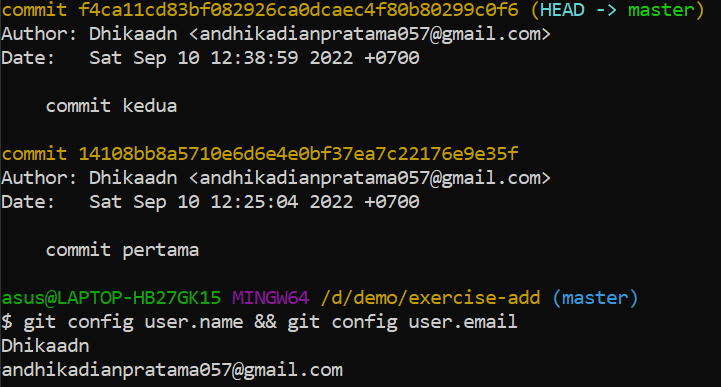 commit f4ca11cd83bf082926ca0dcaec4f80b80299c0f6 (HEAD -> master)
Author: Dhikaadn <andhikadianpratama057@gmail.com>
Date:   Sat Sep 10 12:38:59 2022 +0700
commit kedua
commit 14108bb8a5710e6d6e4e0bf37ea7c22176e9e35f
Author: Dhikaadn <andhikadianpratama057@gmail.com>
Date:   Sat Sep 10 12:25:04 2022 +0700
commit pertama
asus@LAPTOP-HB27GK15 MINGW64 /d/demo/exercise-add (master)
$ git config user.name && git config user.email
Dhikaadn
andhikadianpratama057@gmail.com